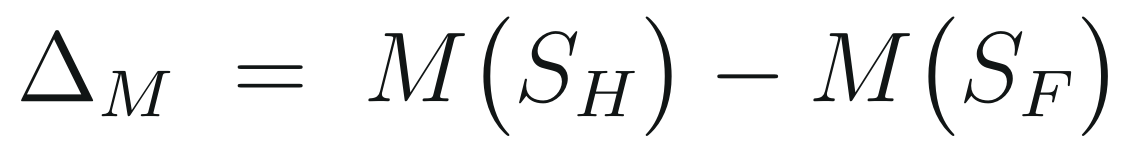 Δ_M = M(S_H) − M(S_F)